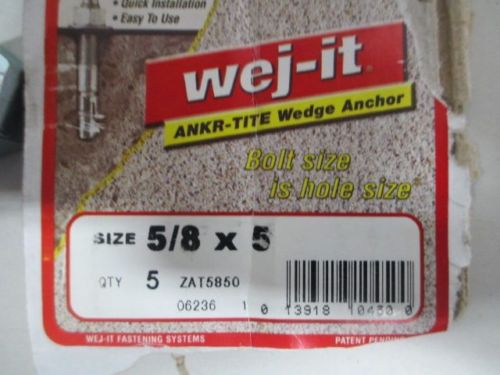 • Quick Installation
• Easy To Use
wej-it®
ANKR-TITE Wedge Anchor
Bolt size
is hole size
SIZE 5/8 x 5
QTY 5 ZAT5850
06236 1 0 13918 10430 0
WEJ-IT FASTENING SYSTEMS
PATENT PENDING